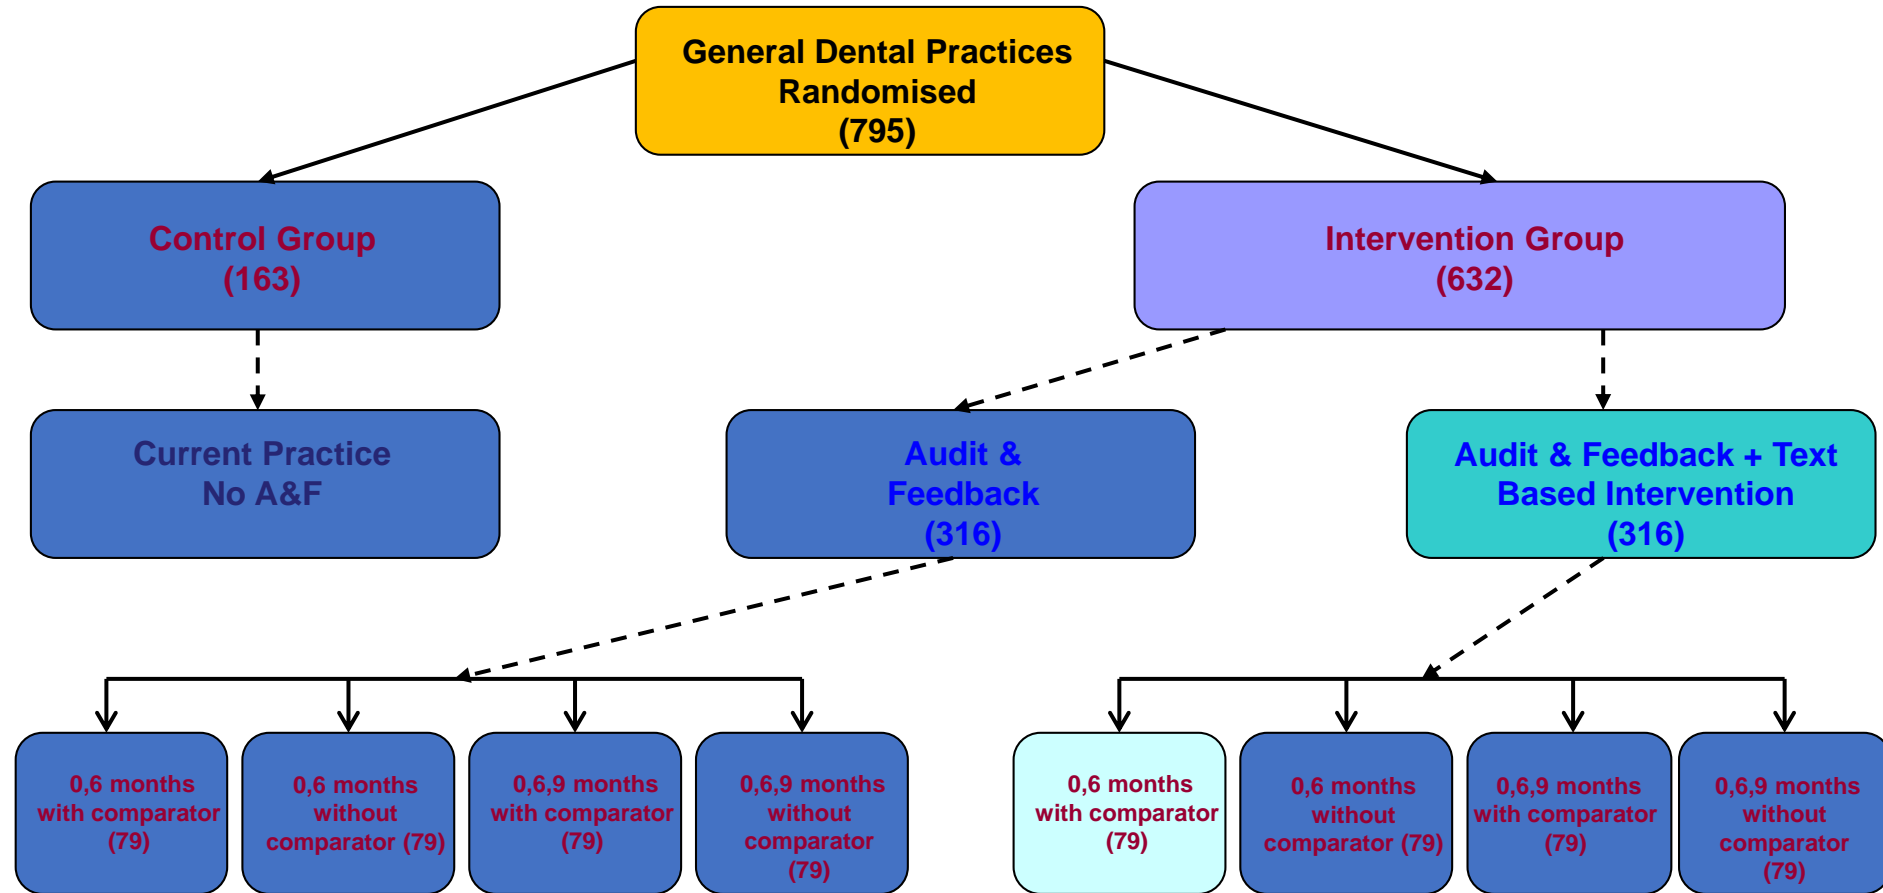 General Dental Practices
Randomised
(795)
Control Group
(163)
Intervention Group
(632)
Current Practice
No A&F
Audit &
Feedback
(316)
Audit & Feedback + Text
Based Intervention
(316)
0,6 months
with comparator
(79)
0,6 months
without
comparator (79)
0,6,9 months
with comparator
(79)
0,6,9 months
without
comparator
(79)
0,6 months
with comparator
(79)
0,6 months
without
comparator (79)
0,6,9 months
with comparator
(79)
0,6,9 months
without
comparator
(79)